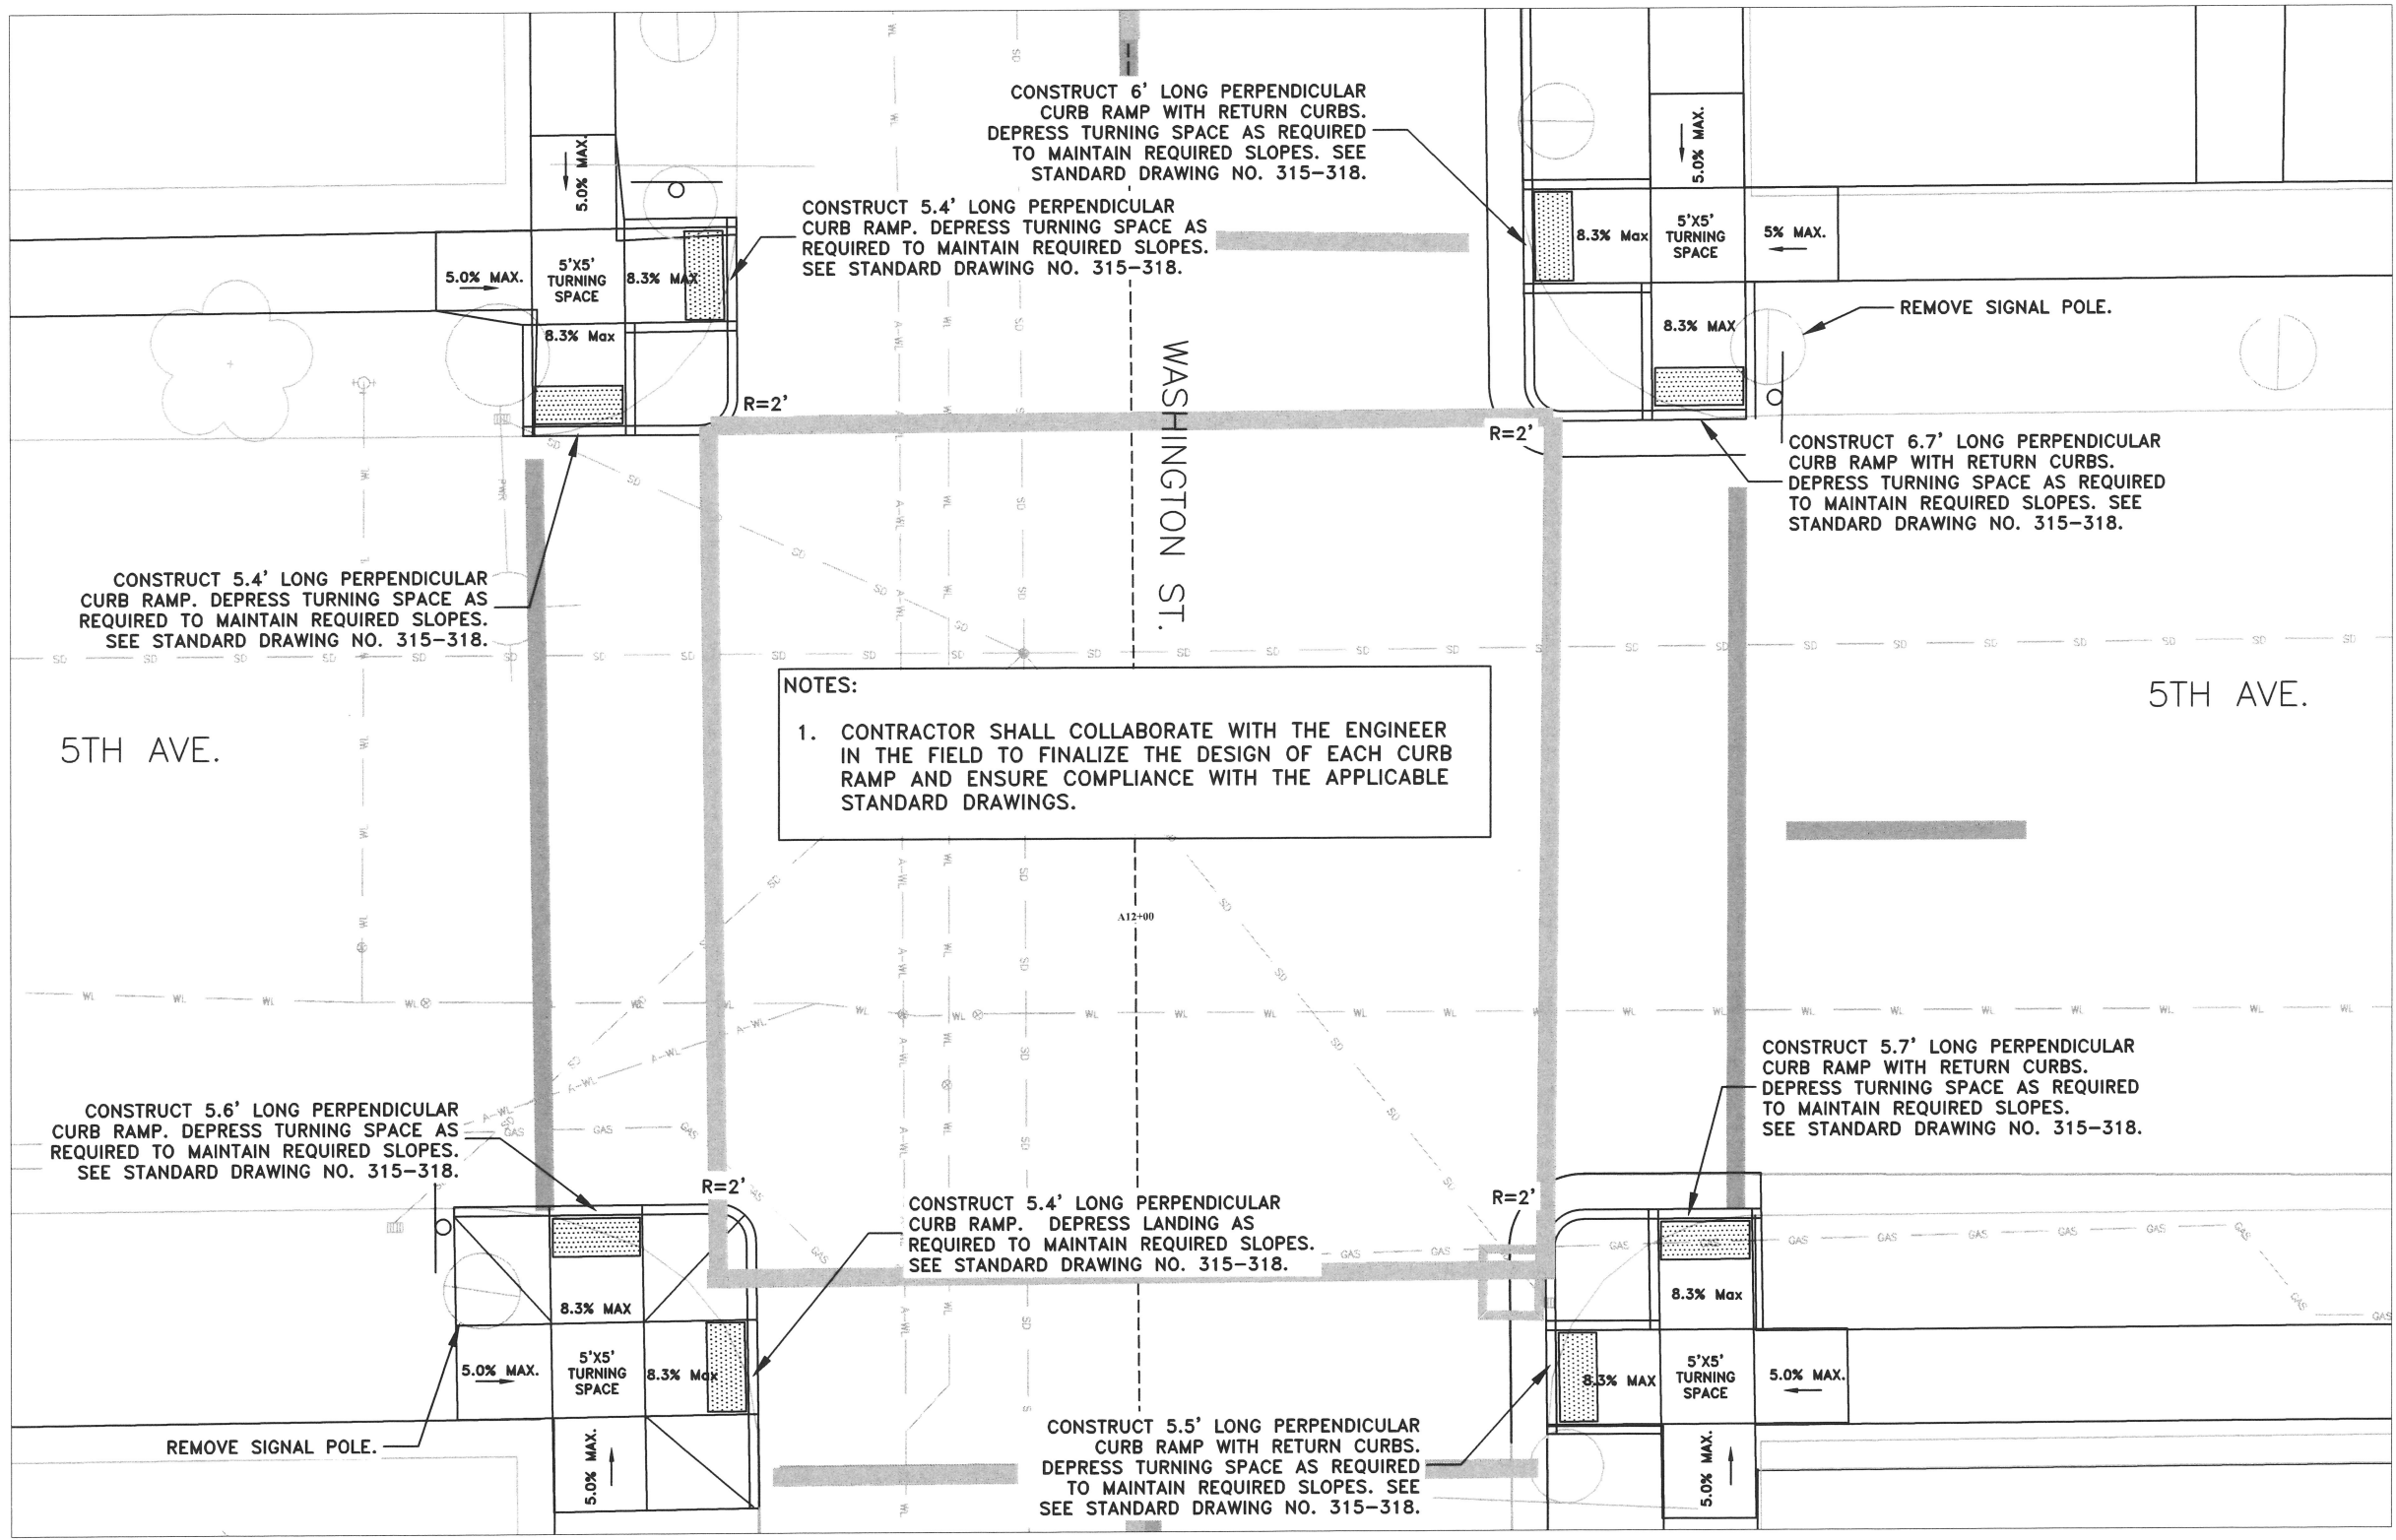 CONSTRUCT 6' LONG PERPENDICULAR
CURB RAMP WITH RETURN CURBS.
DEPRESS TURNING SPACE AS REQUIRED
TO MAINTAIN REQUIRED SLOPES. SEE
STANDARD DRAWING NO. 315-318.
5.0% MAX.
5.0% MAX.
CONSTRUCT 5.4' LONG PERPENDICULAR
CURB RAMP. DEPRESS TURNING SPACE AS
REQUIRED TO MAINTAIN REQUIRED SLOPES.
SEE STANDARD DRAWING NO. 315-318.
5.0% MAX.
5'X5'
TURNING
SPACE
8.3% MAX
8.3% Max
8.3% Max
5'X5'
TURNING
SPACE
5% MAX.
8.3% MAX
REMOVE SIGNAL POLE.
R=2'
R=2'
WASHINGTON ST.
CONSTRUCT 6.7' LONG PERPENDICULAR
CURB RAMP WITH RETURN CURBS.
DEPRESS TURNING SPACE AS REQUIRED
TO MAINTAIN REQUIRED SLOPES. SEE
STANDARD DRAWING NO. 315-318.
CONSTRUCT 5.4' LONG PERPENDICULAR
CURB RAMP. DEPRESS TURNING SPACE AS
REQUIRED TO MAINTAIN REQUIRED SLOPES.
SEE STANDARD DRAWING NO. 315-318.
5TH AVE.
5TH AVE.
NOTES:
1. CONTRACTOR SHALL COLLABORATE WITH THE ENGINEER
IN THE FIELD TO FINALIZE THE DESIGN OF EACH CURB
RAMP AND ENSURE COMPLIANCE WITH THE APPLICABLE
STANDARD DRAWINGS.
A12+00
CONSTRUCT 5.7' LONG PERPENDICULAR
CURB RAMP WITH RETURN CURBS.
DEPRESS TURNING SPACE AS REQUIRED
TO MAINTAIN REQUIRED SLOPES.
SEE STANDARD DRAWING NO. 315-318.
CONSTRUCT 5.6' LONG PERPENDICULAR
CURB RAMP. DEPRESS TURNING SPACE AS
REQUIRED TO MAINTAIN REQUIRED SLOPES.
SEE STANDARD DRAWING NO. 315-318.
R=2'
R=2'
CONSTRUCT 5.4' LONG PERPENDICULAR
CURB RAMP. DEPRESS LANDING AS
REQUIRED TO MAINTAIN REQUIRED SLOPES.
SEE STANDARD DRAWING NO. 315-318.
8.3% MAX
5.0% MAX.
5'X5'
TURNING
SPACE
8.3% Max
5.0% MAX.
REMOVE SIGNAL POLE.
8.3% Max
8.3% MAX
5'X5'
TURNING
SPACE
5.0% MAX.
5.0% MAX.
CONSTRUCT 5.5' LONG PERPENDICULAR
CURB RAMP WITH RETURN CURBS.
DEPRESS TURNING SPACE AS REQUIRED
TO MAINTAIN REQUIRED SLOPES. SEE
SEE STANDARD DRAWING NO. 315-318.